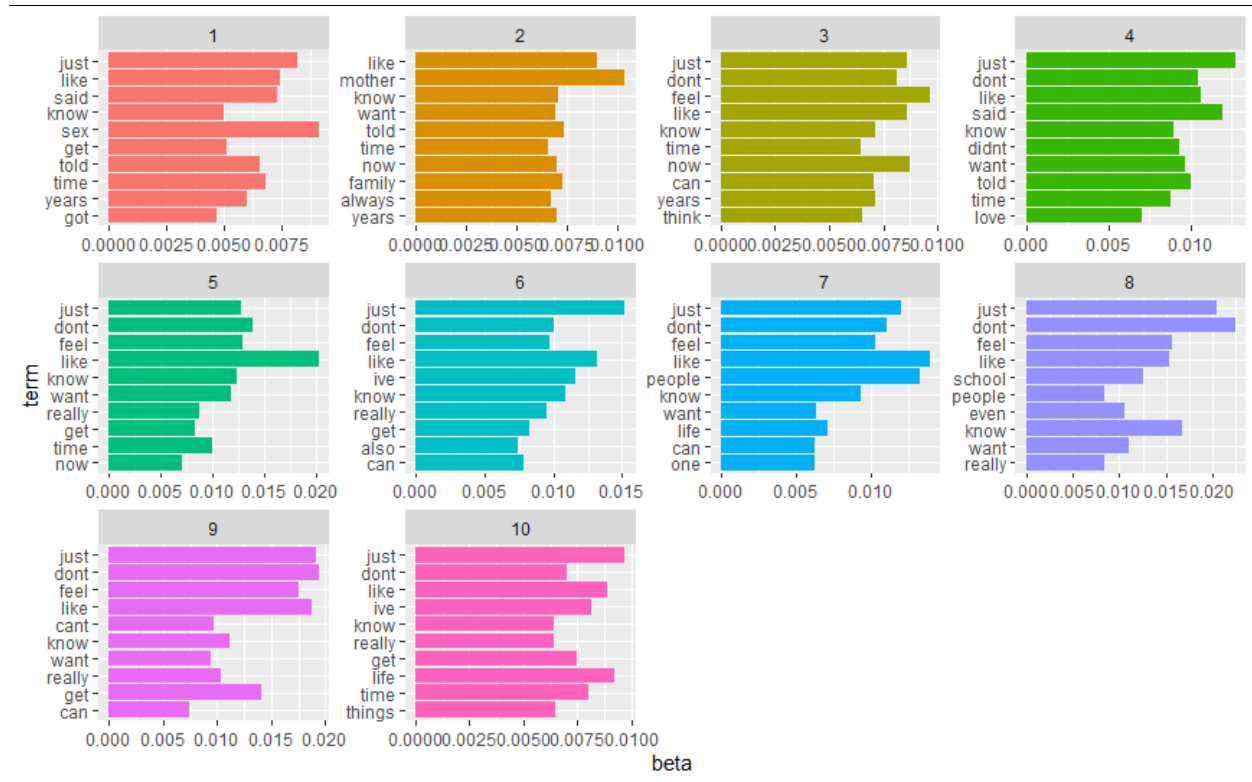 1
just
like
said
know
sex
get
told
time
years
got
0.0000 0.0025 0.0050 0.0075
2
like
mother
know
want
told
time
now
family
always
years
0.0000 0.0025 0.0050 0.0075 0.0100
3
just
dont
feel
like
know
time
now
can
years
think
0.0000 0.0025 0.0050 0.0075 0.0100
4
just
dont
like
said
know
didnt
want
told
time
love
0.000 0.005 0.010
5
just
dont
feel
like
know
want
really
get
time
now
0.000 0.005 0.010 0.015 0.020
6
just
dont
feel
like
ive
know
really
get
also
can
0.000 0.005 0.010 0.015
7
just
dont
feel
like
people
know
want
life
can
one
0.000 0.005 0.010
8
just
dont
feel
like
school
people
even
know
want
really
0.000 0.005 0.010 0.015 0.020
9
just
dont
feel
like
cant
know
want
really
get
can
0.000 0.005 0.010 0.015 0.020
10
just
dont
like
ive
know
really
get
life
time
things
0.0000 0.0025 0.0050 0.0075 0.0100
term
beta